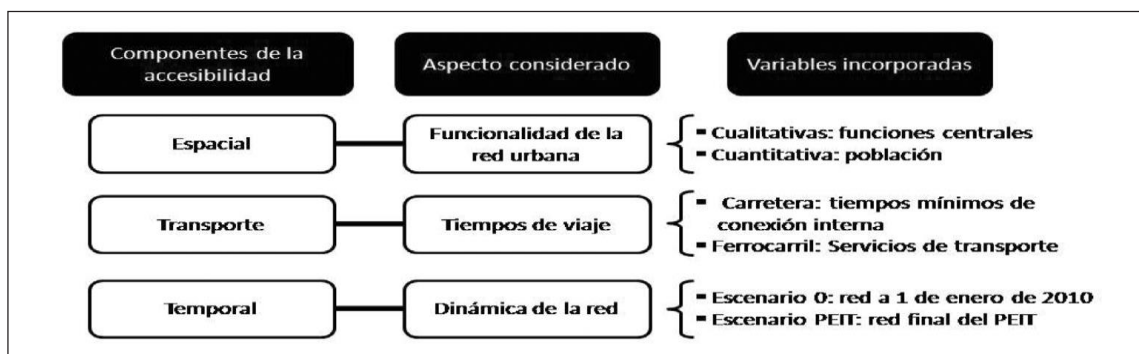 Componentes de la
accesibilidad
Aspecto considerado
Variables incorporadas
Espacial
Funcionalidad de la
red urbana
▪ Cualitativas: funciones centrales
▪ Cuantitativa: población
Transporte
Tiempos de viaje
▪ Carretera: tiempos mínimos de
conexión interna
▪ Ferrocarril: Servicios de transporte
Temporal
Dinámica de la red
▪ Escenario 0: red a 1 de enero de 2010
▪ Escenario PEIT: red final del PEIT